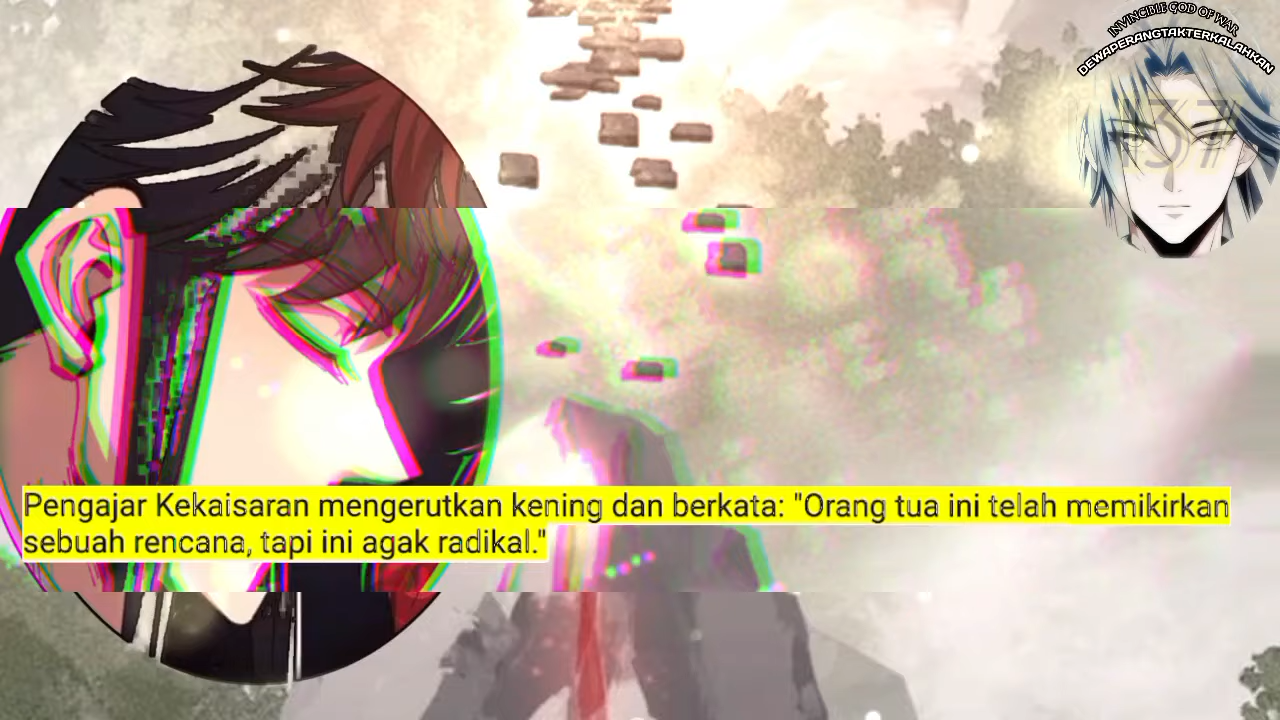 INVINCIBLE GOD OF WAR
DEWAPERANGTAKTERKALAHKAN
137
Pengajar Kekaisaran mengerutkan kening dan berkata: "Orang tua ini telah memikirkan
sebuah rencana, tapi ini agak radikal."